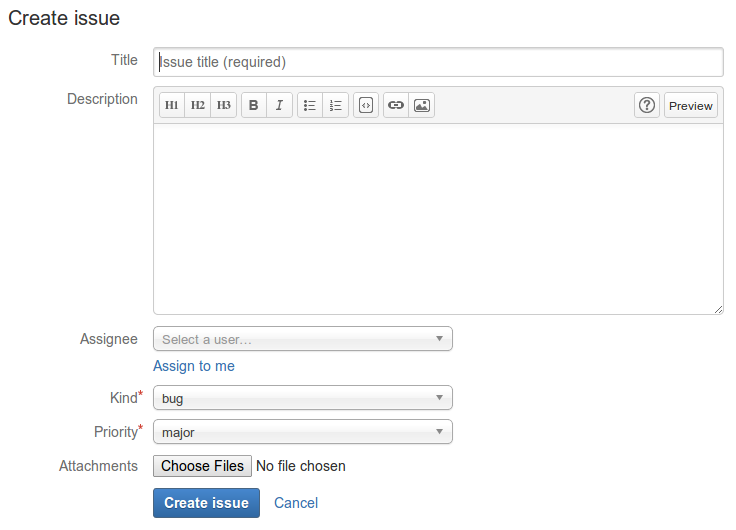 Create issue
Title Issue title (required)
Description H1 H2 H3 B I Preview
Assignee Select a user...
Assign to me
Kind* bug
Priority* major
Attachments Choose Files No file chosen
Create issue Cancel